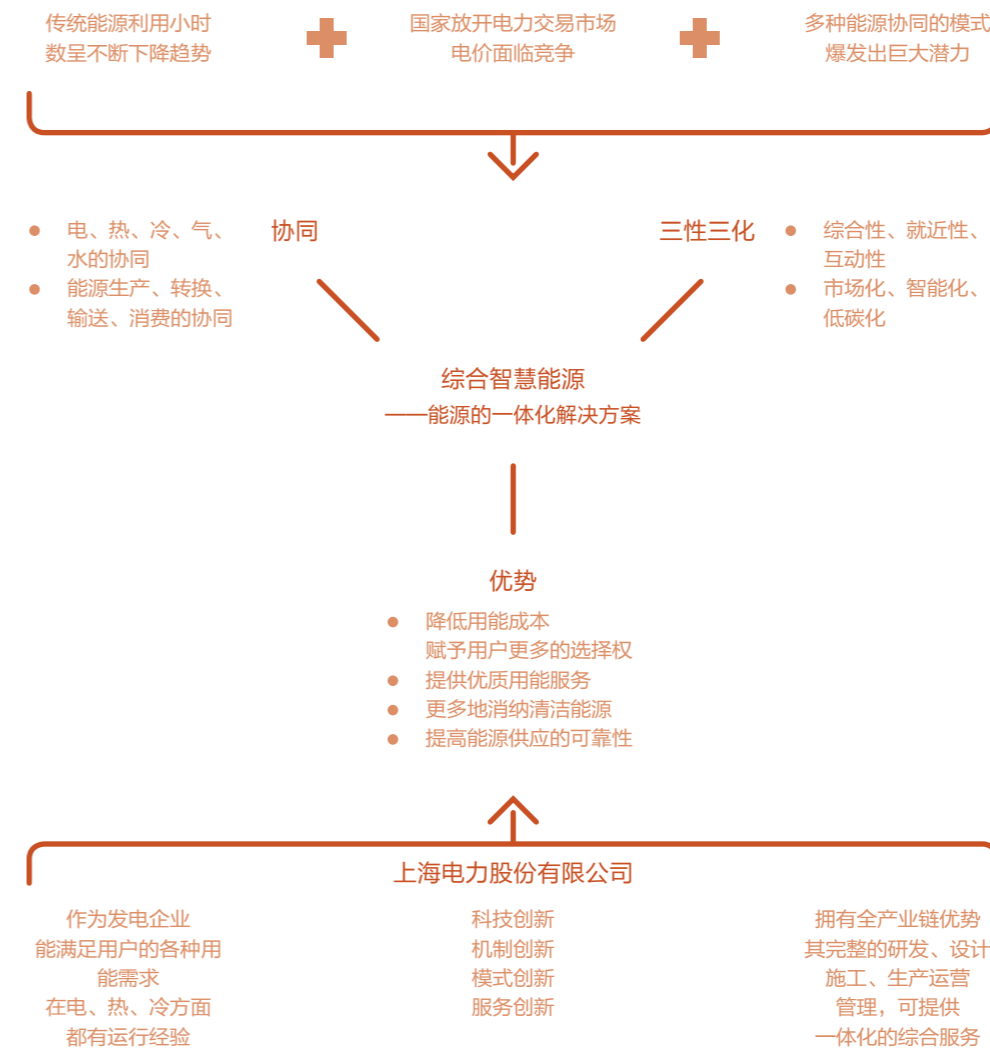 传统能源利用小时
数呈不断下降趋势
国家放开电力交易市场
电价面临竞争
多种能源协同的模式
爆发出巨大潜力
协同
电、热、冷、气、
水的协同
能源生产、转换、
输送、消费的协同
三性三化
综合性、就近性、
互动性
市场化、智能化、
低碳化
综合智慧能源
——能源的一体化解决方案
优势
降低用能成本
赋予用户更多的选择权
提供优质用能服务
更多地消纳清洁能源
提高能源供应的可靠性
上海电力股份有限公司
作为发电企业
能满足用户的各种用
能需求
在电、热、冷方面
都有运行经验
科技创新
机制创新
模式创新
服务创新
拥有全产业链优势
其完整的研发、设计
施工、生产运营
管理，可提供
一体化的综合服务